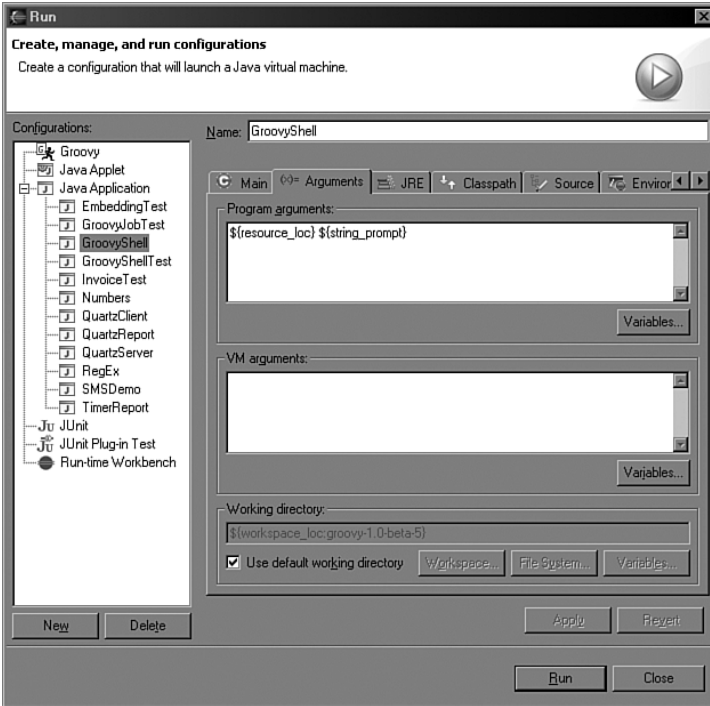 Run
Create, manage, and run configurations
Create a configuration that will launch a Java virtual machine.
Configurations:
Groovy
Java Applet
Java Application
EmbeddingTest
GroovyJobTest
GroovyShell
GroovyShellTest
InvoiceTest
Numbers
QuartzClient
QuartzReport
QuartzServer
RegEx
SMSDemo
TimerReport
JUnit
JUnit Plug-in Test
Run-time Workbench
New Delete
Name: GroovyShell
Main Arguments JRE Classpath Source Environ
Program arguments:
${resource_loc} ${string_prompt}
Variables...
VM arguments:
Variables...
Working directory:
${workspace_loc:groovy-1.0-beta-5}
Use default working directory Workspace... File System... Variables...
Apply Revert
Run Close